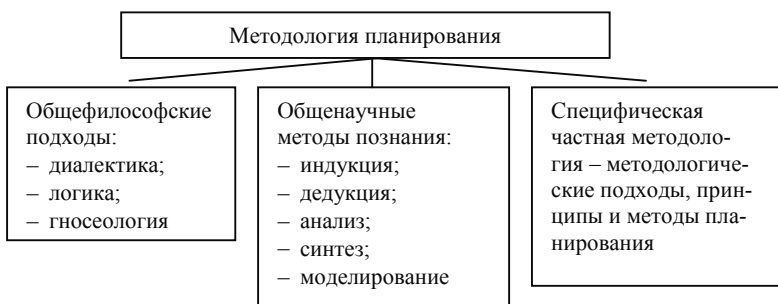 Методология планирования
Общефилософские
подходы:
– диалектика;
– логика;
– гносеология
Общенаучные
методы познания:
– индукция;
– дедукция;
– анализ;
– синтез;
– моделирование
Специфическая
частная методоло-
гия – методологиче-
ские подходы, прин-
ципы и методы пла-
нирования